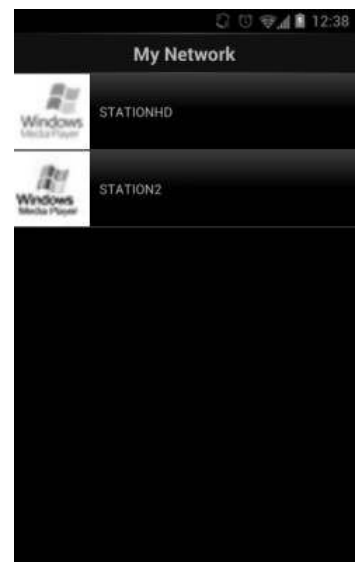 12:38
My Network
Windows
Media Player
STATIONHD
Windows
Media Player
STATION2